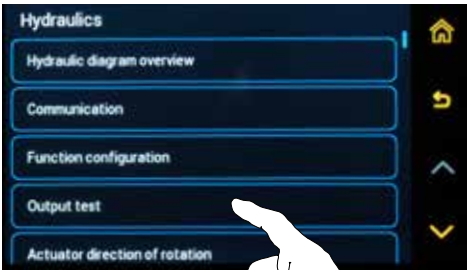 Hydraulics
Hydraulic diagram overview
Communication
Function configuration
Output test
Actuator direction of rotation